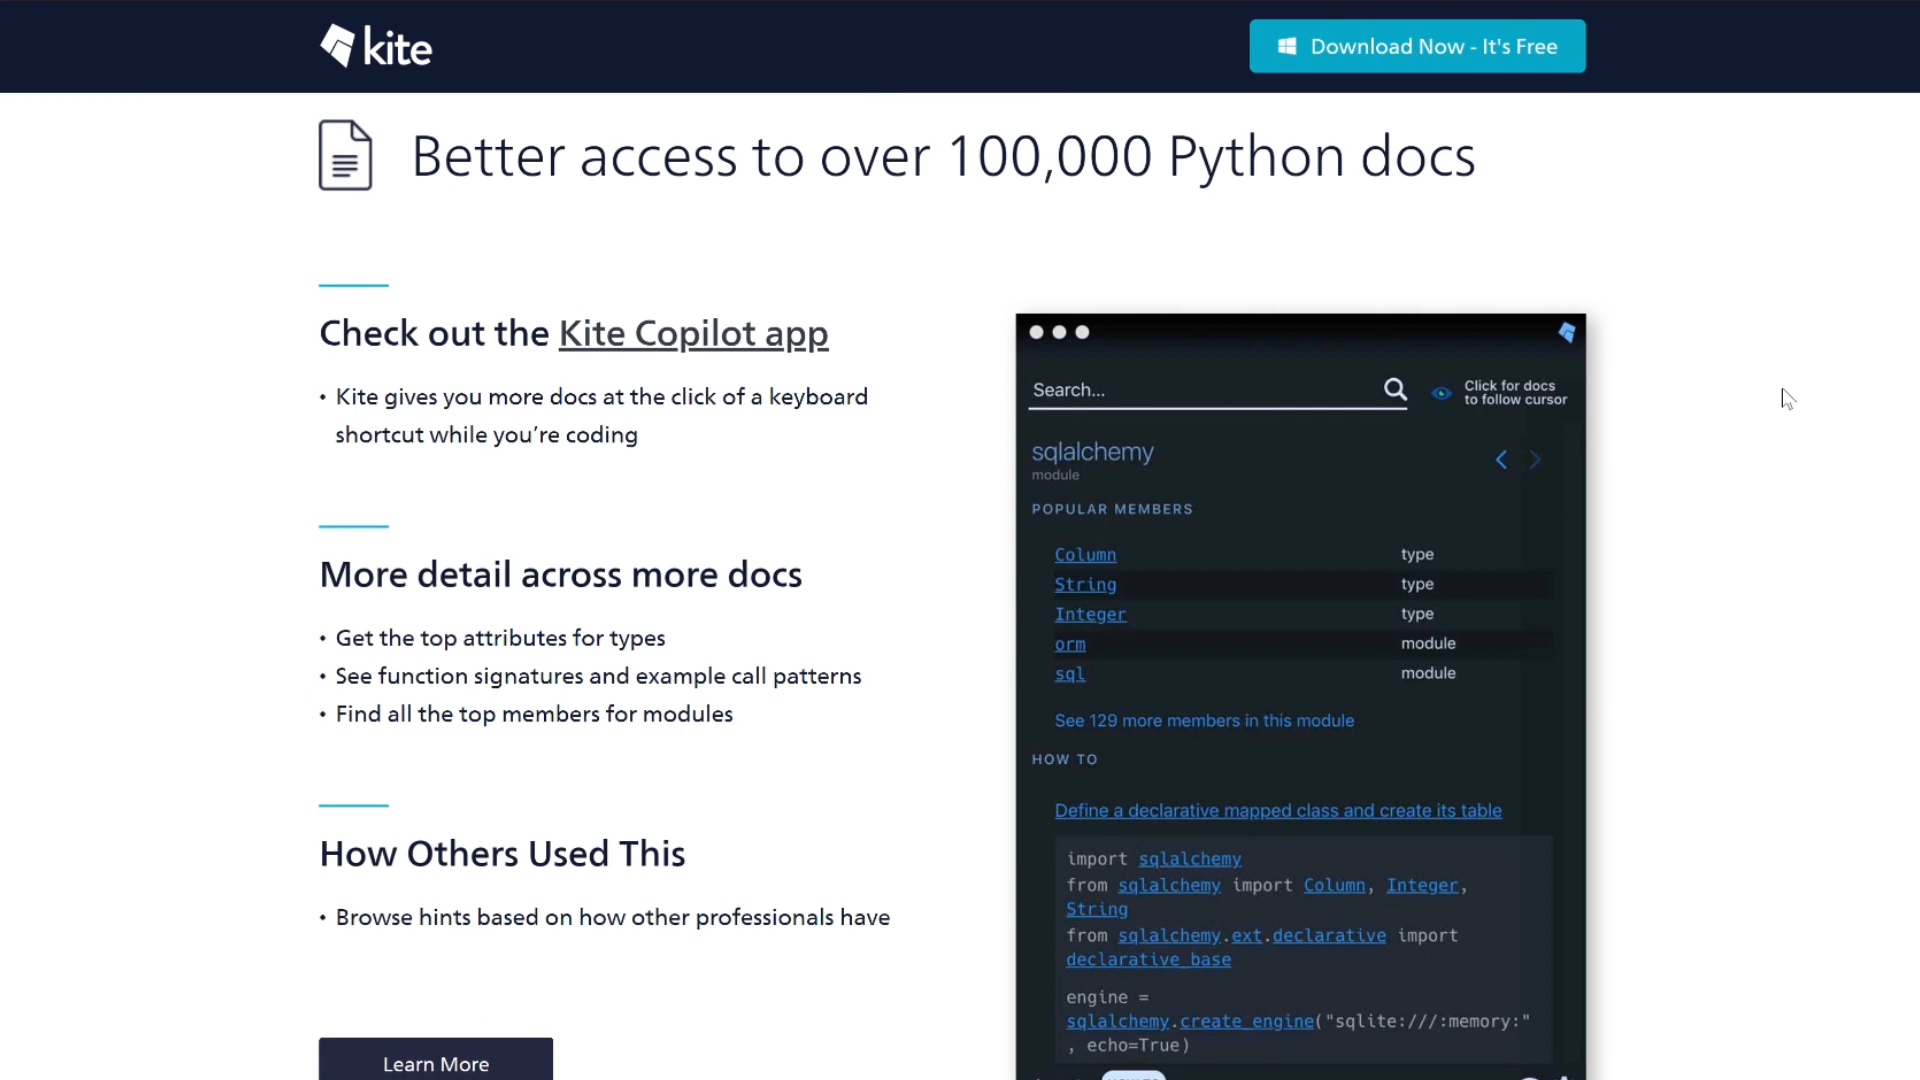 kite
Download Now - It's Free
Better access to over 100,000 Python docs
Check out the Kite Copilot app
• Kite gives you more docs at the click of a keyboard
shortcut while you’re coding
More detail across more docs
• Get the top attributes for types
• See function signatures and example call patterns
• Find all the top members for modules
How Others Used This
• Browse hints based on how other professionals have
Learn More
Search...
Click for docs
to follow cursor
sqlalchemy
module
POPULAR MEMBERS
Column type
String type
Integer type
orm module
sql module
See 129 more members in this module
HOW TO
Define a declarative mapped class and create its table
import sqlalchemy
from sqlalchemy import Column, Integer,
String
from sqlalchemy.ext.declarative import
declarative_base
engine =
sqlalchemy.create_engine("sqlite:///:memory:"
, echo=True)